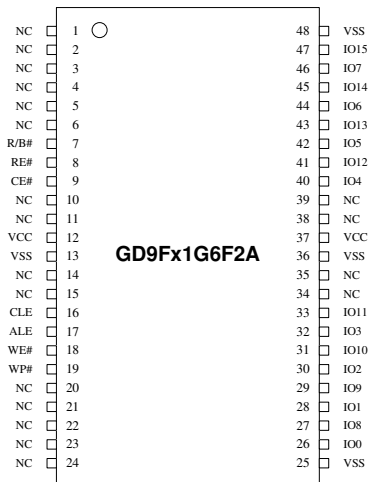 NC 1 48 VSS
NC 2 47 IO15
NC 3 46 IO7
NC 4 45 IO14
NC 5 44 IO6
NC 6 43 IO13
R/B# 7 42 IO5
RE# 8 41 IO12
CE# 9 40 IO4
NC 10 39 NC
NC 11 38 NC
VCC 12 37 VCC
VSS 13 GD9Fx1G6F2A 36 VSS
NC 14 35 NC
NC 15 34 NC
CLE 16 33 IO11
ALE 17 32 IO3
WE# 18 31 IO10
WP# 19 30 IO2
NC 20 29 IO9
NC 21 28 IO1
NC 22 27 IO8
NC 23 26 IO0
NC 24 25 VSS